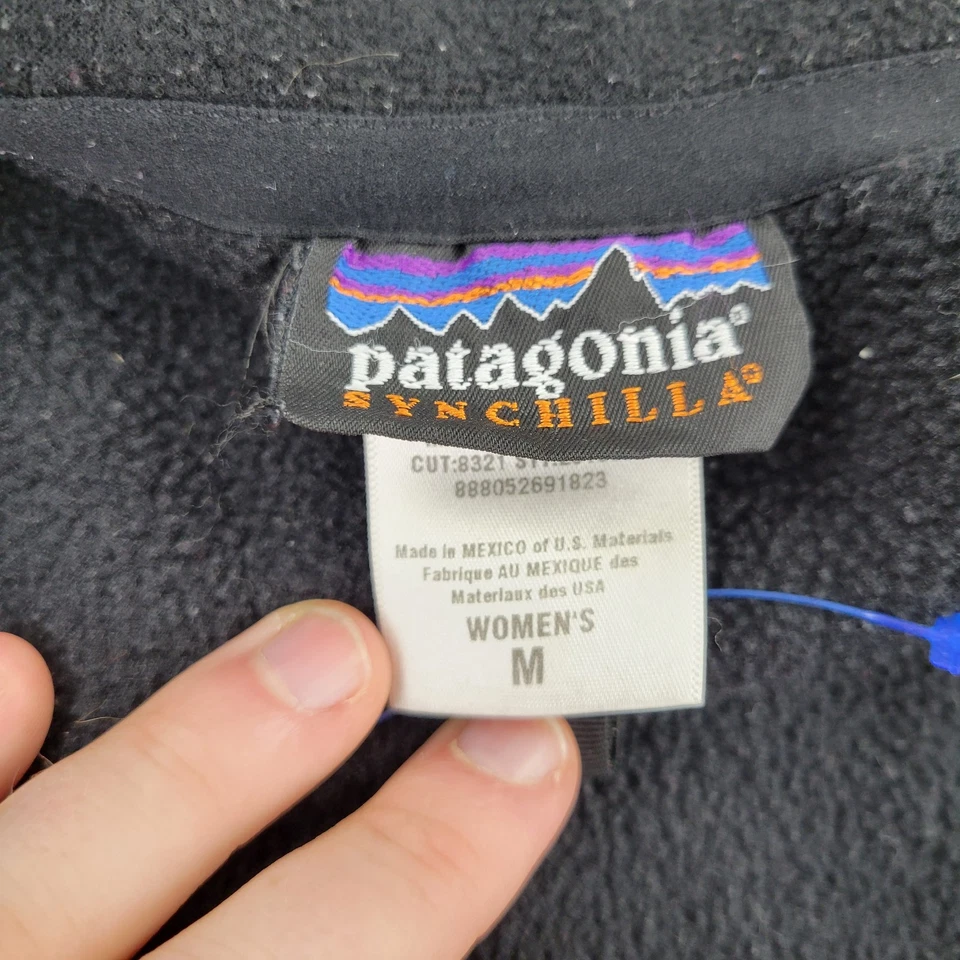 patagonia®
SYNCHILLA®
CUT:8321
888052691823
Made in MEXICO of U.S. Materials
Fabrique AU MEXIQUE des
Materiaux des USA
WOMEN'S
M